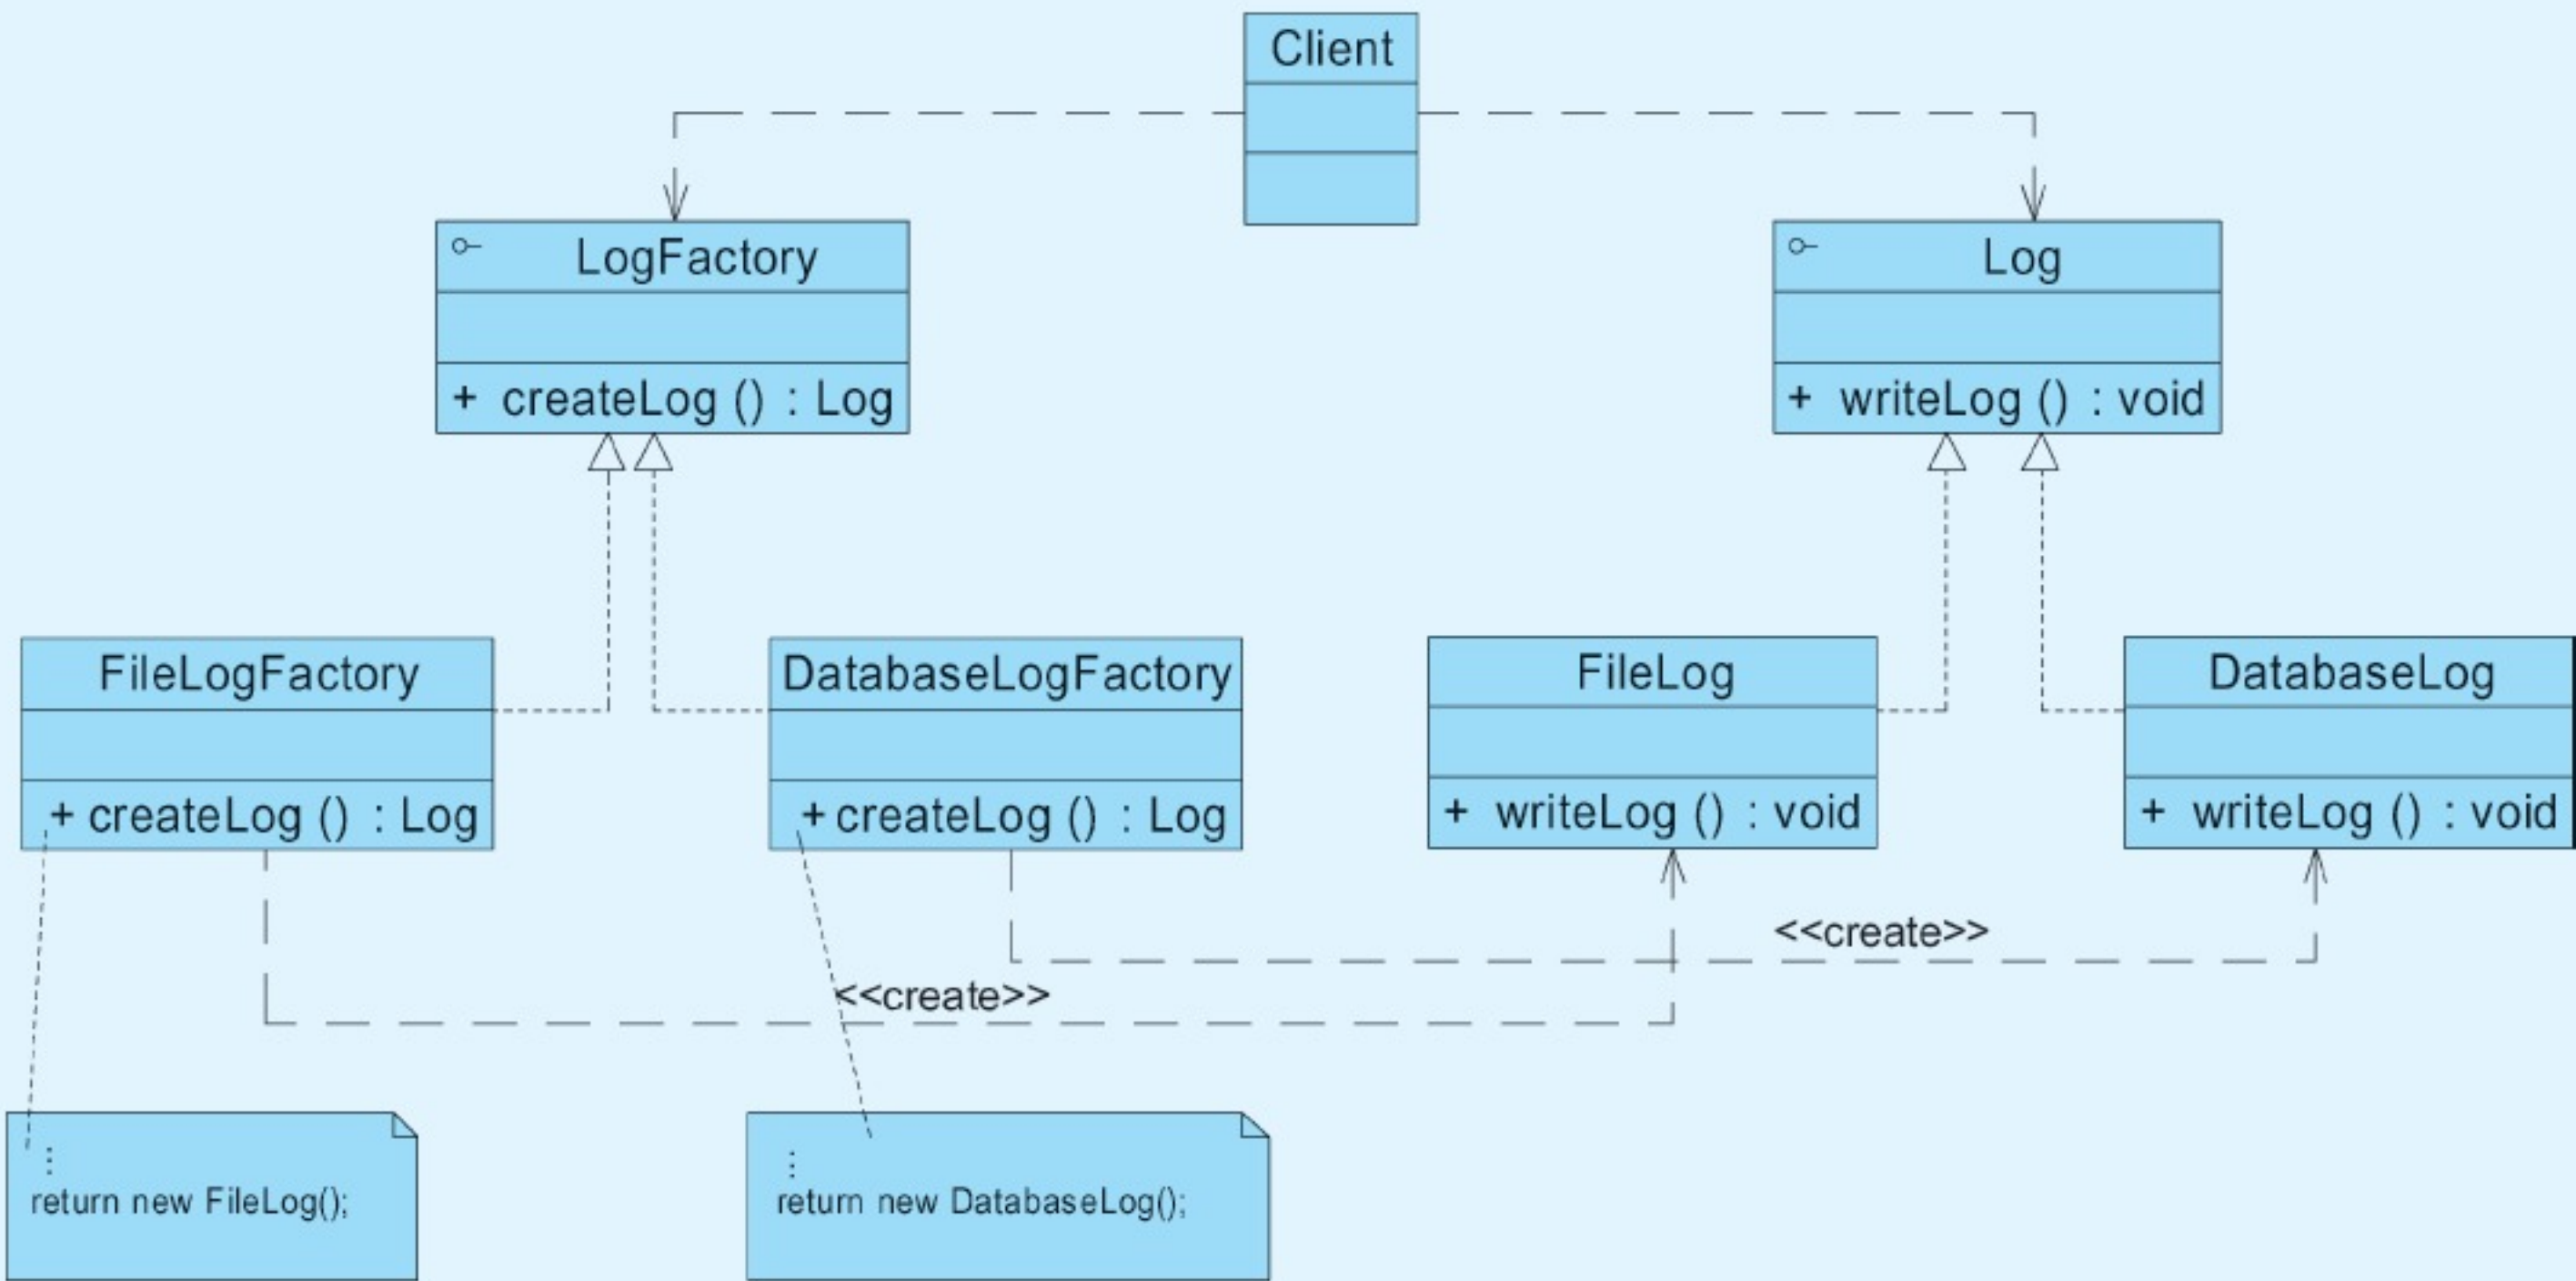 Client
LogFactory
+ createLog () : Log
Log
+ writeLog () : void
FileLogFactory
+ createLog () : Log
DatabaseLogFactory
+ createLog () : Log
FileLog
+ writeLog () : void
DatabaseLog
+ writeLog () : void
<<create>>
<<create>>
⋮
return new FileLog();
⋮
return new DatabaseLog();